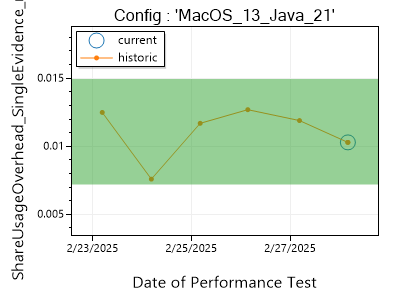 Config : 'MacOS_13_Java_21'
current
historic
ShareUsageOverhead_SingleEvidence_
0.015
0.01
0.005
2/23/2025
2/25/2025
2/27/2025
Date of Performance Test